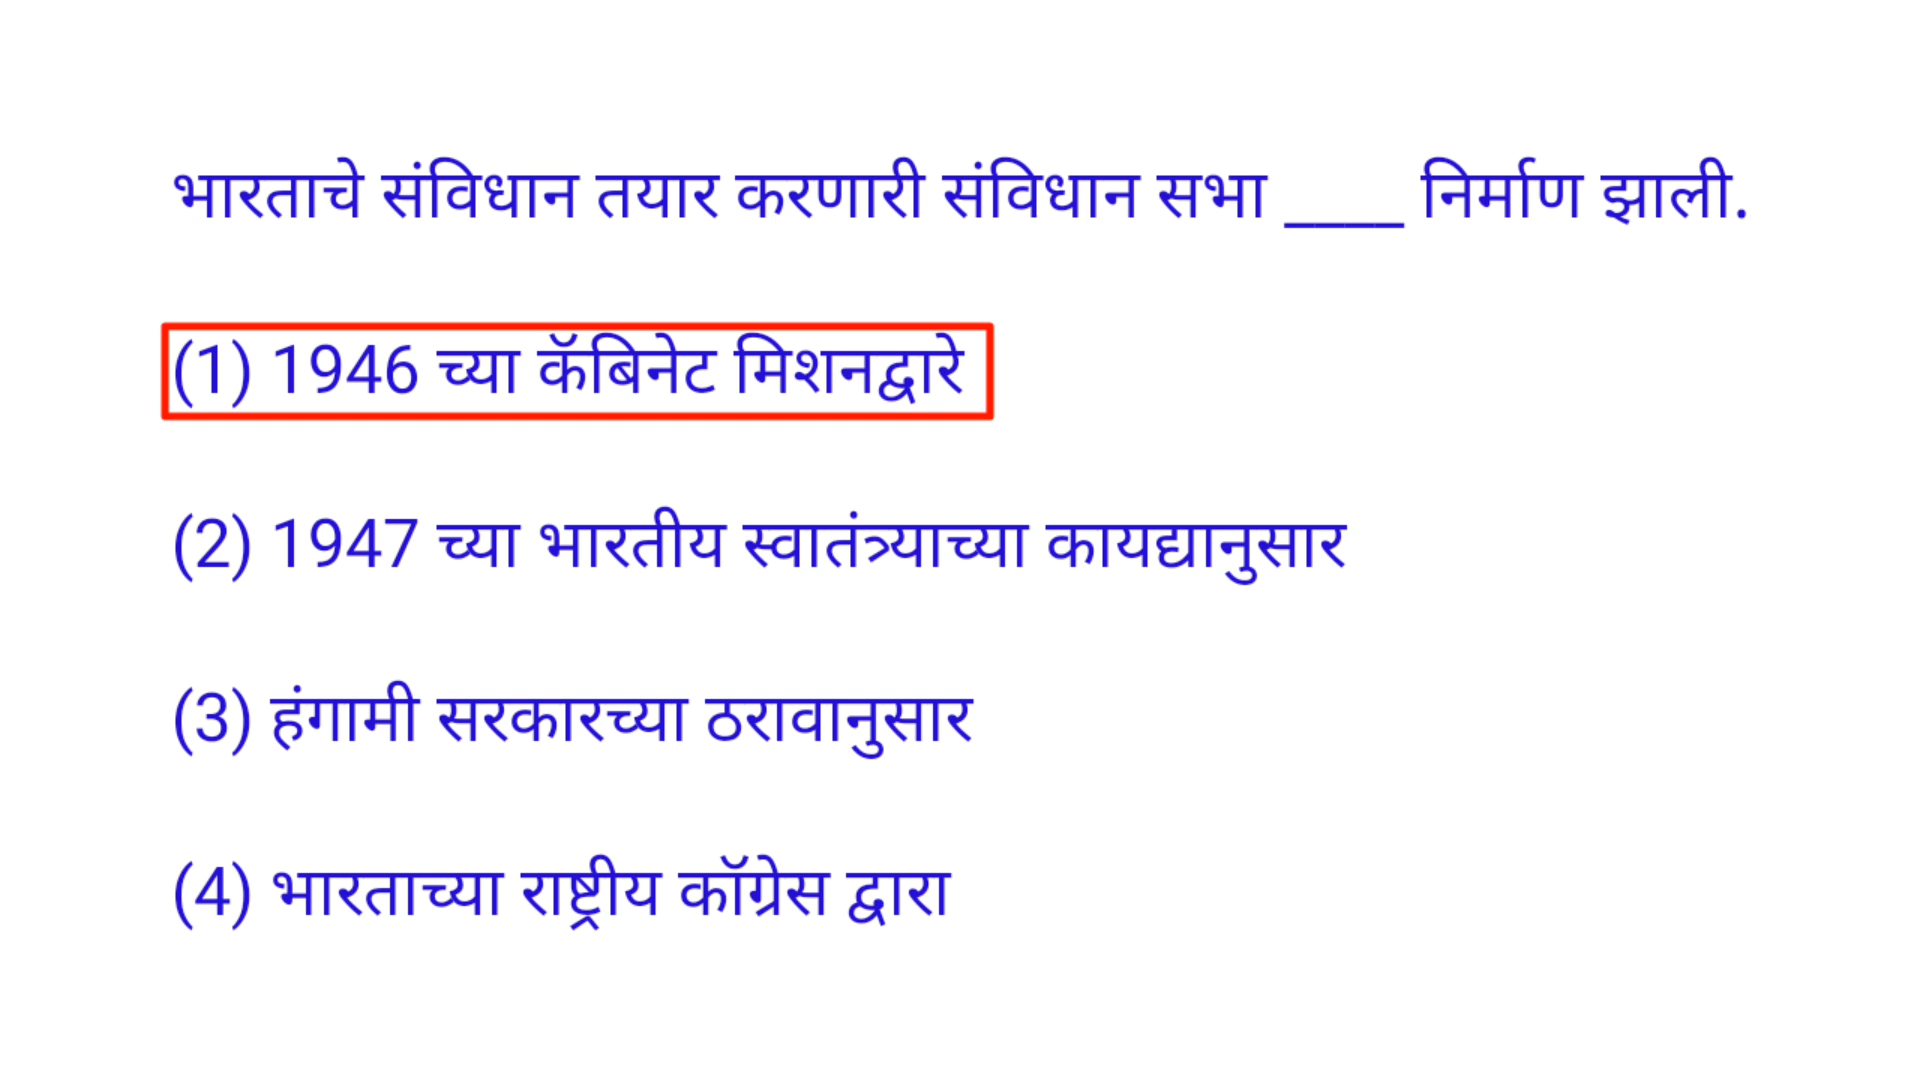 भारताचे संविधान तयार करणारी संविधान सभा ____ निर्माण झाली.
(1) 1946 च्या कॅबिनेट मिशनद्वारे
(2) 1947 च्या भारतीय स्वातंत्र्याच्या कायद्यानुसार
(3) हंगामी सरकारच्या ठरावानुसार
(4) भारताच्या राष्ट्रीय कॉग्रेस द्वारा